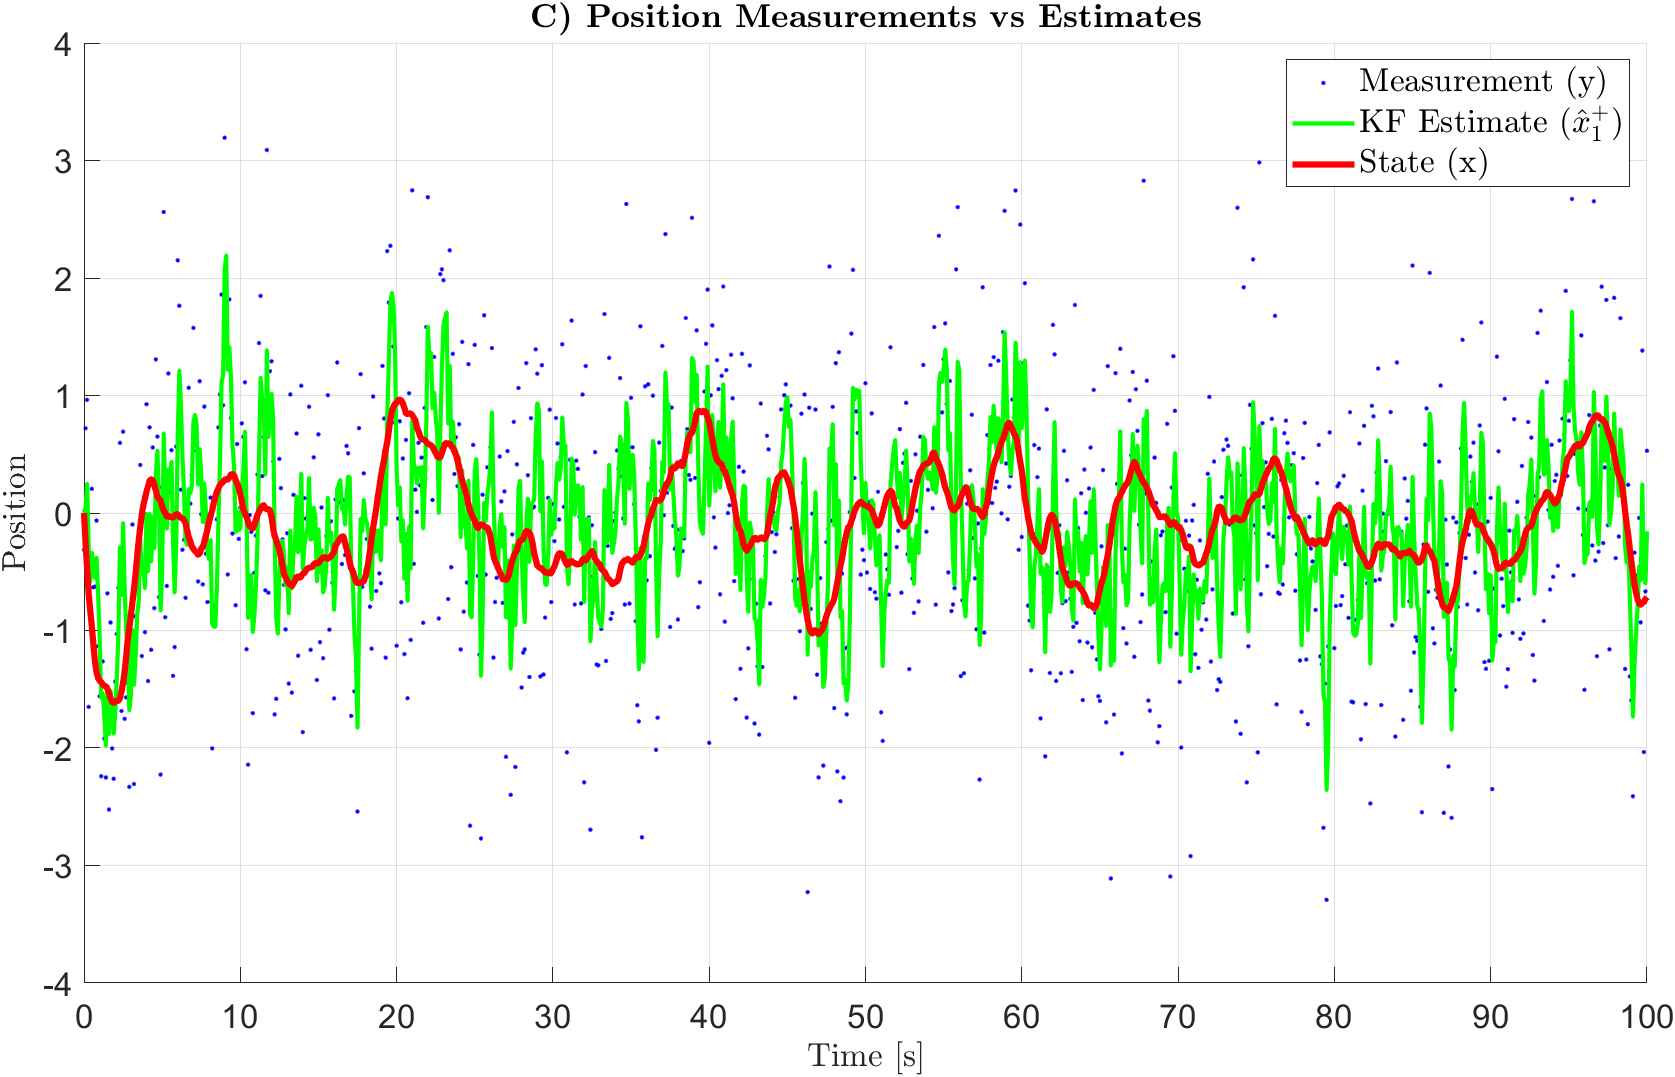 C) Position Measurements vs Estimates
4
3
2
1
0
-1
-2
-3
-4
Position
Measurement (y)
KF Estimate (x̂₁⁺)
State (x)
0 10 20 30 40 50 60 70 80 90 100
Time [s]